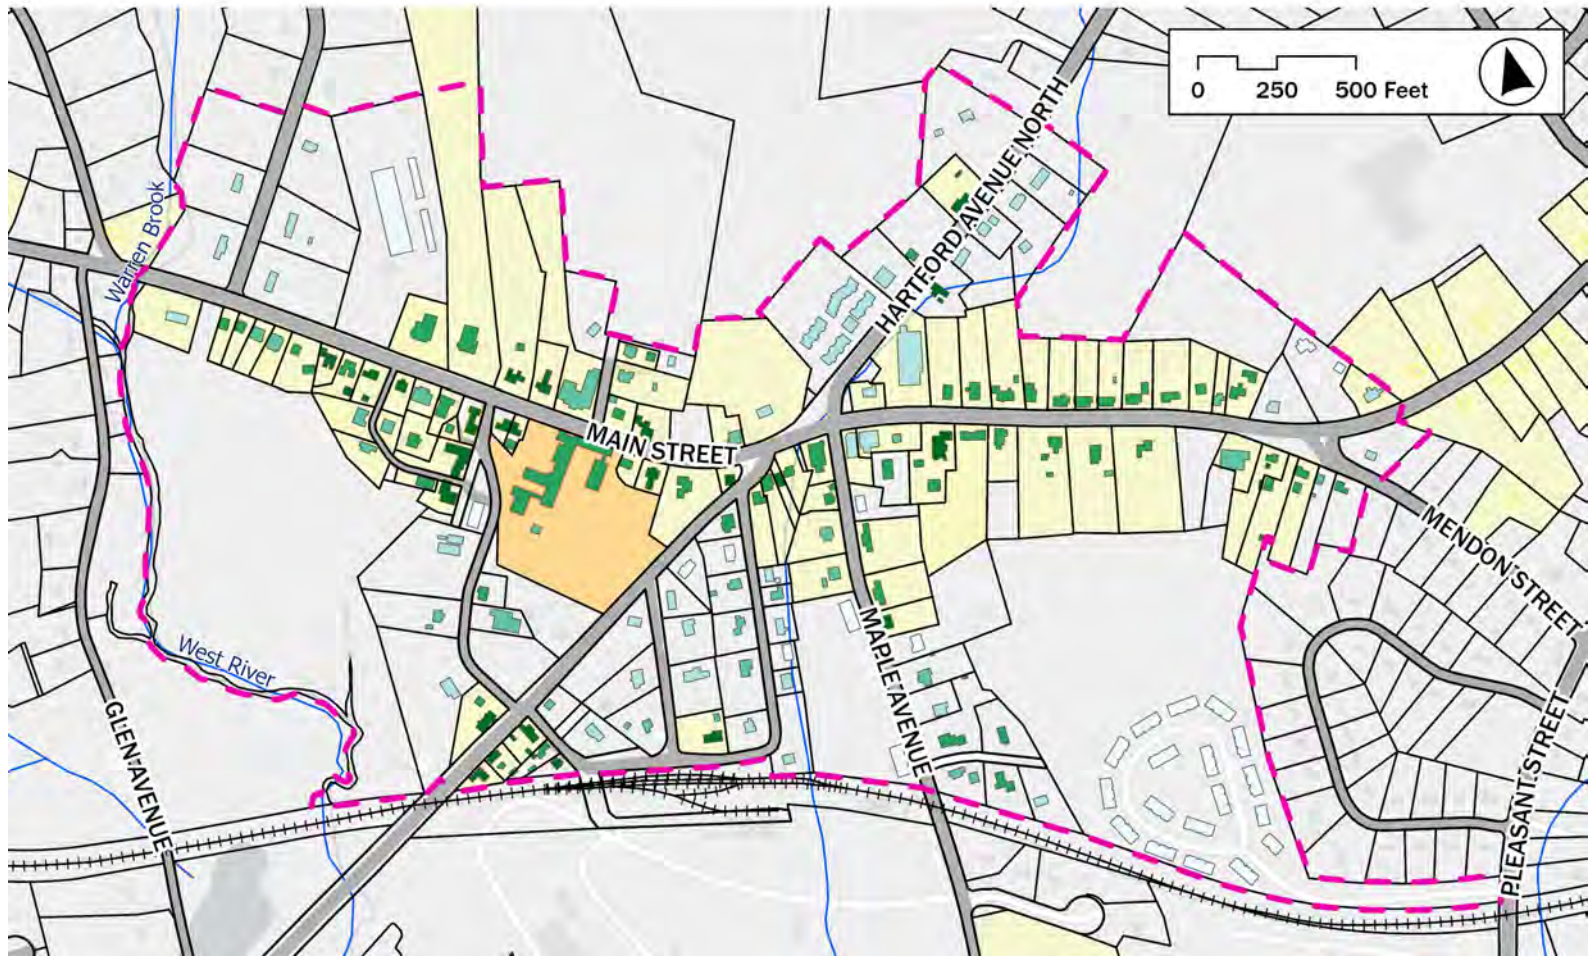 0 250 500 Feet
HARTFORD AVENUE NORTH
Warren Brook
MAIN STREET
MENDON STREET
West River
MAPLE AVENUE
GLEN AVENUE
PLEASANT STREET